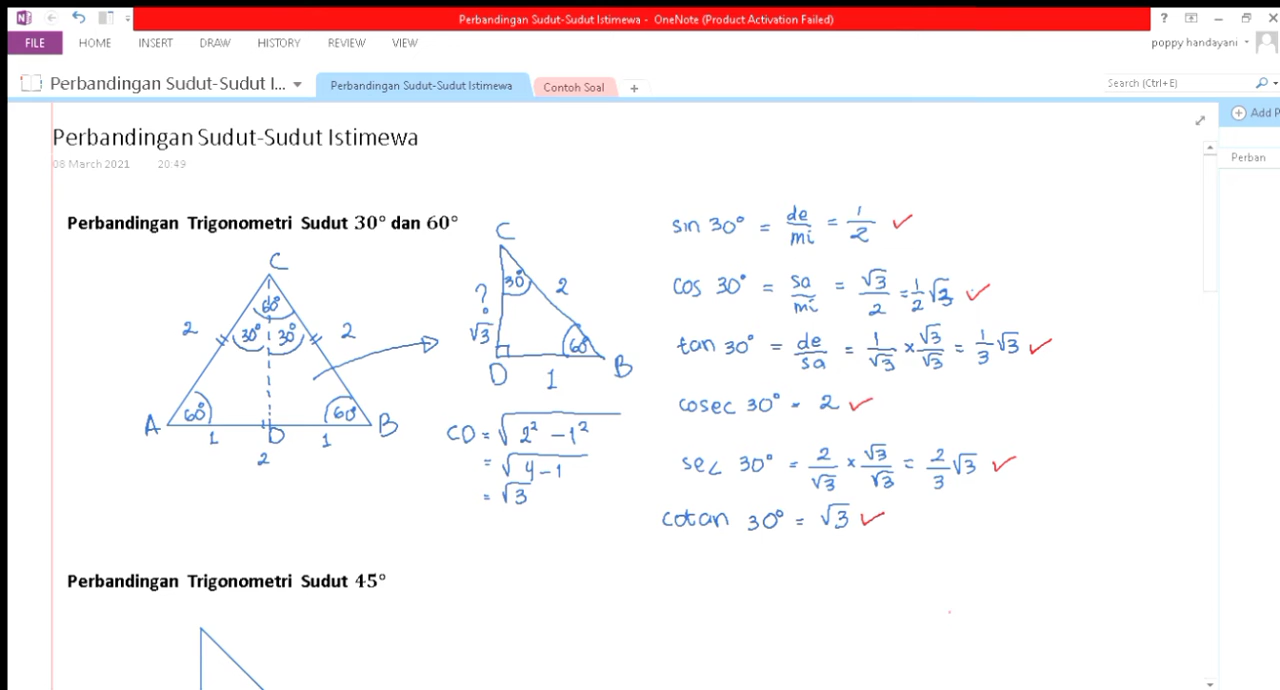 Perbandingan Sudut-Sudut Istimewa - OneNote (Product Activation Failed)
FILE HOME INSERT DRAW HISTORY REVIEW VIEW
poppy handayani
Perbandingan Sudut-Sudut I...
Perbandingan Sudut-Sudut Istimewa
Contoh Soal
Search (Ctrl+E)
Add P
Perban
Perbandingan Sudut-Sudut Istimewa
08 March 2021 20:49
Perbandingan Trigonometri Sudut 30° dan 60°
C
60°
30° 30°
2 2
A 60° 60° B
1 D 1
2
C
30°
? 2
√3
60°
D 1 B
CD = √(2² - 1²)
= √(4 - 1)
= √3
sin 30° = de/mi = 1/2 ✓
cos 30° = sa/mi = √3/2 = 1/2 √3 ✓
tan 30° = de/sa = 1/√3 × √3/√3 = 1/3 √3 ✓
cosec 30° = 2 ✓
sec 30° = 2/√3 × √3/√3 = 2/3 √3 ✓
cotan 30° = √3 ✓
Perbandingan Trigonometri Sudut 45°